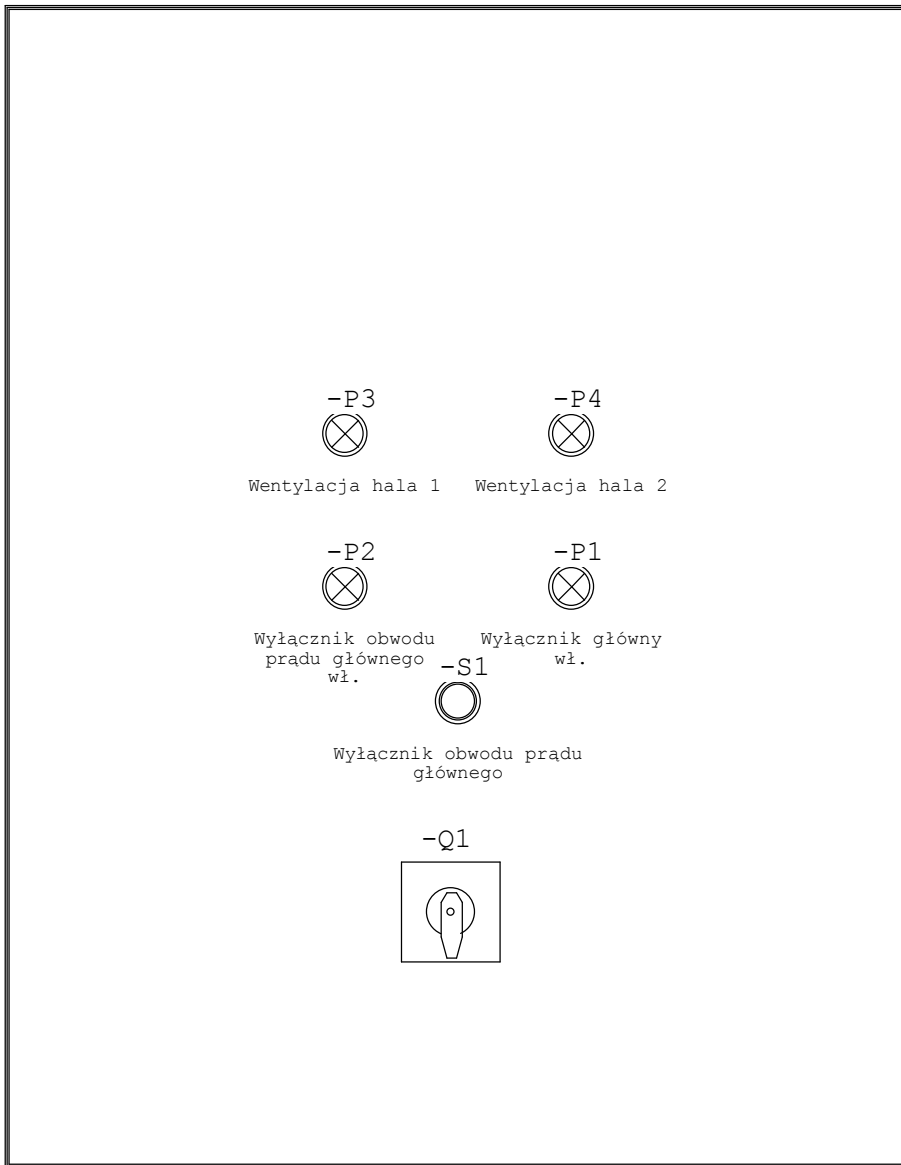 -P3 -P4
Wentylacja hala 1 Wentylacja hala 2
-P2 -P1
Wyłącznik obwodu
prądu głównego
wł.
Wyłącznik główny
wł.
-S1
Wyłącznik obwodu prądu
głównego
-Q1